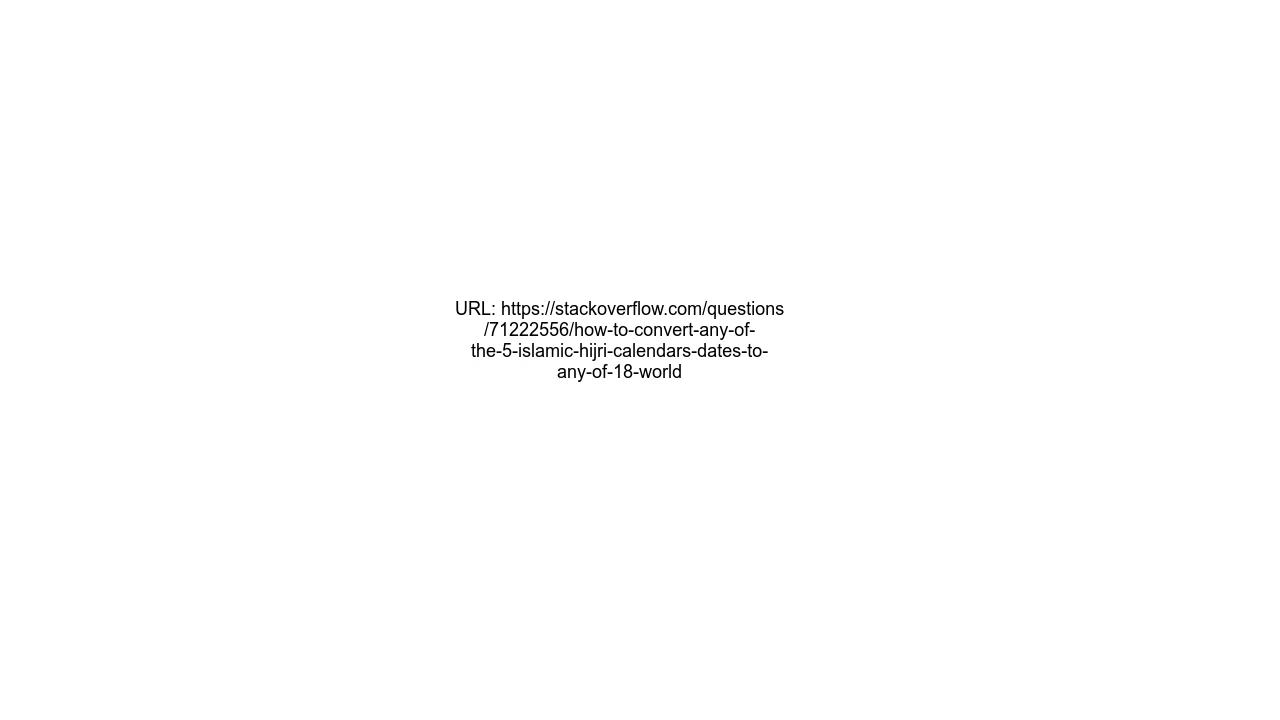 URL: https://stackoverflow.com/questions
/71222556/how-to-convert-any-of-
the-5-islamic-hijri-calendars-dates-to-
any-of-18-world